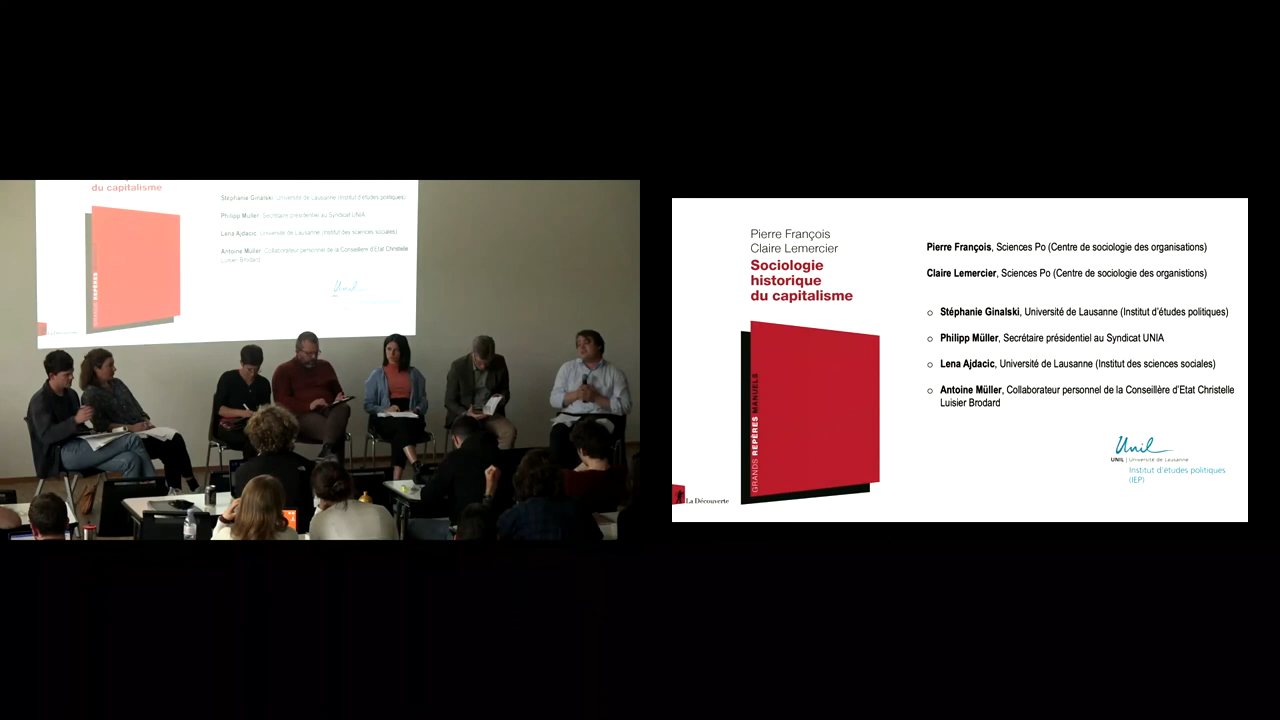 du capitalisme
Stéphanie Ginalski, Université de Lausanne (Institut d'études politiques)
Philipp Müller, Secrétaire présidentiel au Syndicat UNIA
Lena Ajdacic, Université de Lausanne (Institut des sciences sociales)
Antoine Müller, Collaborateur personnel de la Conseillère d'Etat Christelle
Luisier Brodard
REPÈRES
Unil
La Découverte
Pierre François
Claire Lemercier
Sociologie
historique
du capitalisme
GRANDS REPÈRES MANUELS
La Découverte
Pierre François, Sciences Po (Centre de sociologie des organisations)
Claire Lemercier, Sciences Po (Centre de sociologie des organistions)
o Stéphanie Ginalski, Université de Lausanne (Institut d'études politiques)
o Philipp Müller, Secrétaire présidentiel au Syndicat UNIA
o Lena Ajdacic, Université de Lausanne (Institut des sciences sociales)
o Antoine Müller, Collaborateur personnel de la Conseillère d'Etat Christelle
Luisier Brodard
Unil
UNIL | Université de Lausanne
Institut d'études politiques
(IEP)